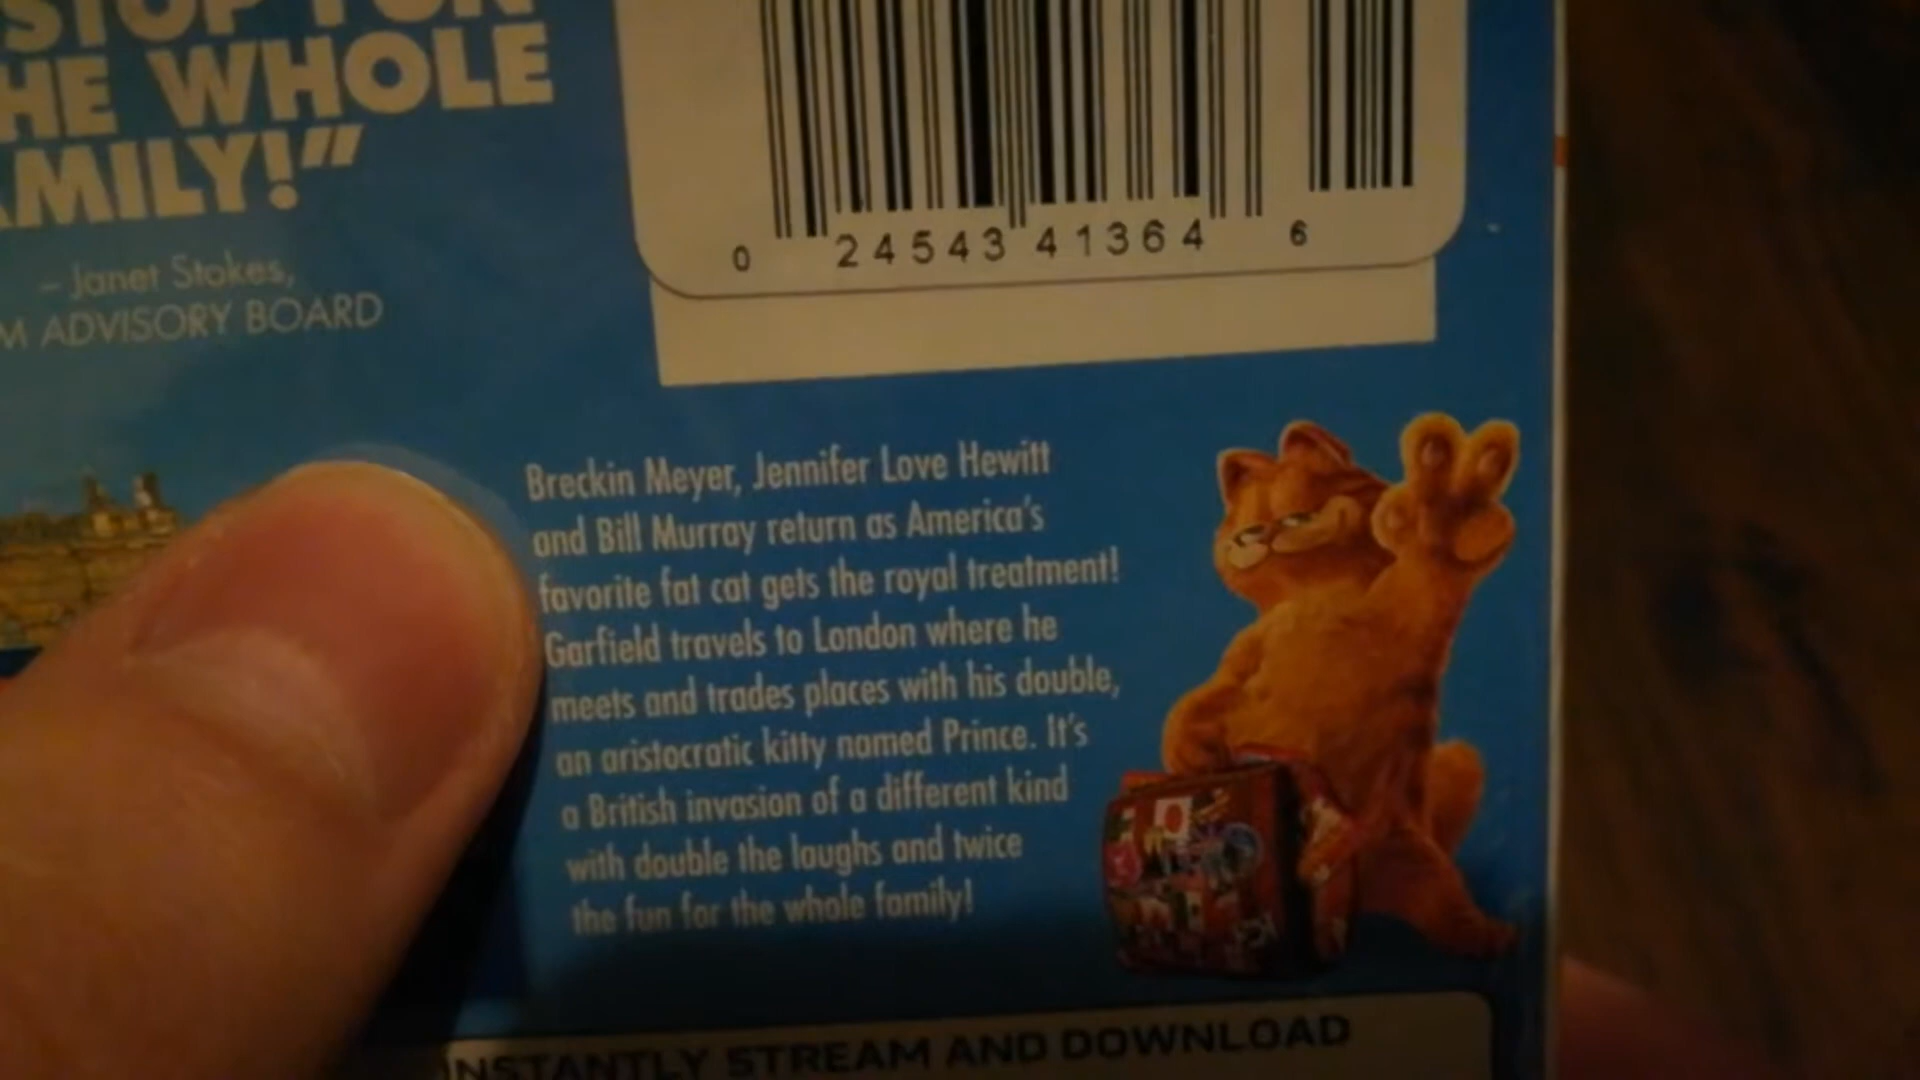 STOP FUN
HE WHOLE
AMILY!”
– Janet Stokes,
M ADVISORY BOARD
0 24543 41364 6
Breckin Meyer, Jennifer Love Hewitt
and Bill Murray return as America's
favorite fat cat gets the royal treatment!
Garfield travels to London where he
meets and trades places with his double,
an aristocratic kitty named Prince. It's
a British invasion of a different kind
with double the laughs and twice
the fun for the whole family!
INSTANTLY STREAM AND DOWNLOAD